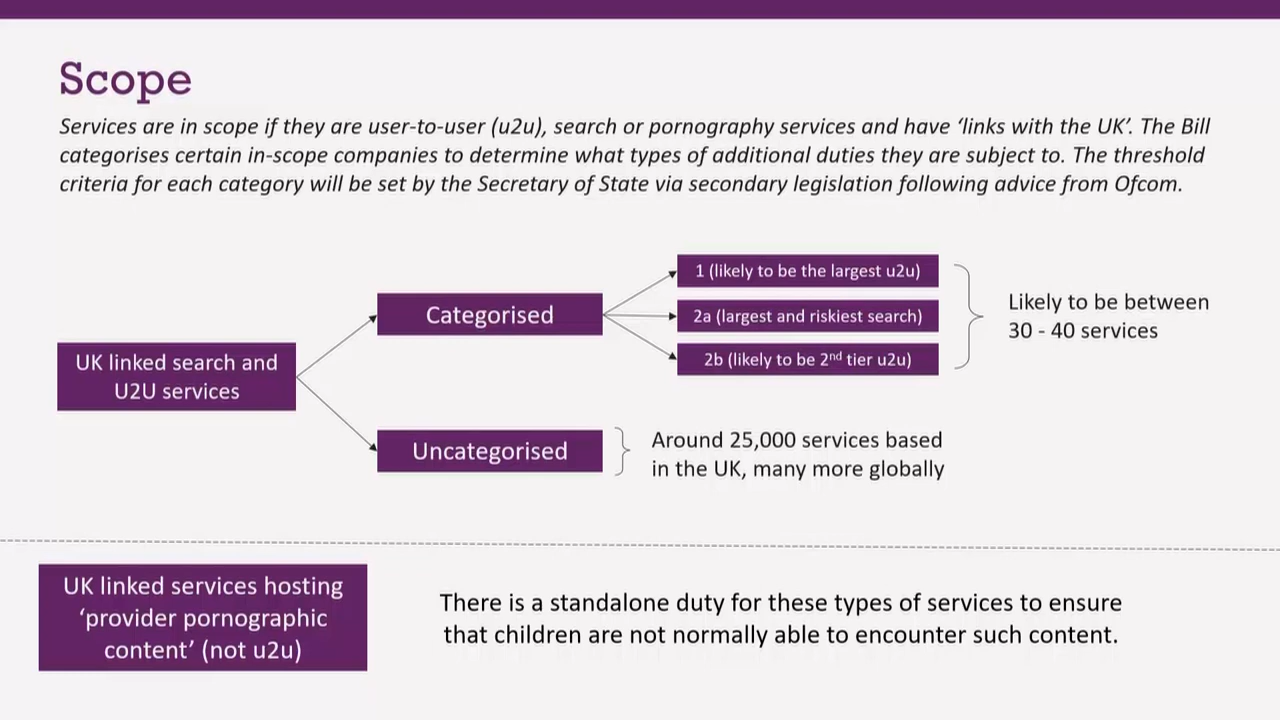 Scope
Services are in scope if they are user-to-user (u2u), search or pornography services and have ‘links with the UK’. The Bill
categorises certain in-scope companies to determine what types of additional duties they are subject to. The threshold
criteria for each category will be set by the Secretary of State via secondary legislation following advice from Ofcom.
UK linked search and
U2U services
Categorised
1 (likely to be the largest u2u)
2a (largest and riskiest search)
2b (likely to be 2nd tier u2u)
Likely to be between
30 - 40 services
Uncategorised
Around 25,000 services based
in the UK, many more globally
UK linked services hosting
‘provider pornographic
content’ (not u2u)
There is a standalone duty for these types of services to ensure
that children are not normally able to encounter such content.